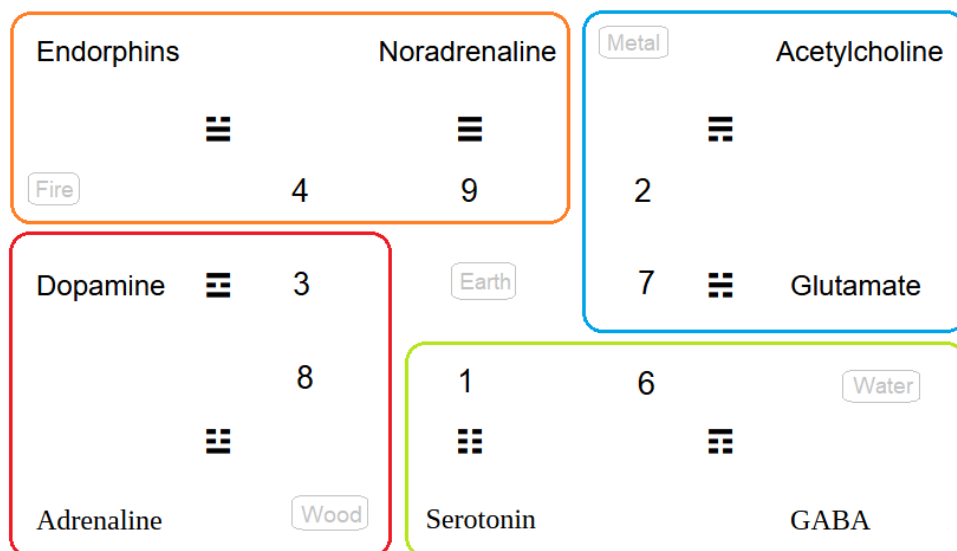 Endorphins Noradrenaline
☱ ☰
Fire 4 9
Metal Acetylcholine
☴
2
7 ☵ Glutamate
Dopamine ☲ 3
8
☳
Adrenaline Wood
Earth
1 6 Water
☷ ☶
Serotonin GABA